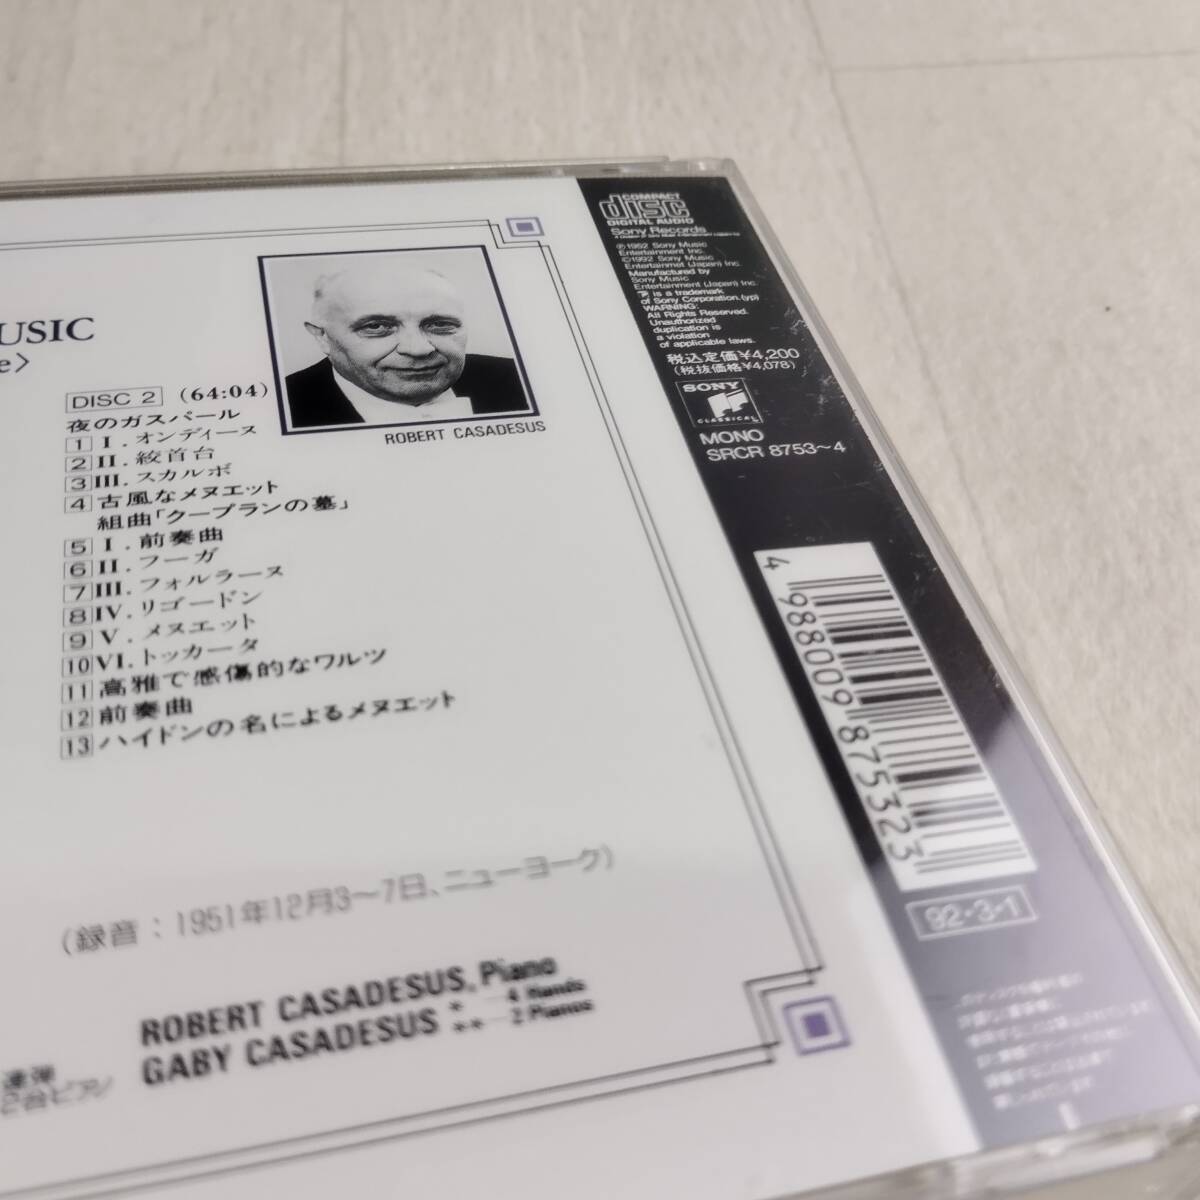 USIC
e〉
DISC 2 (64:04)
夜のガスパール
1 I. オンディーヌ
2 II. 絞首台
3 III. スカルボ
4 古風なメヌエット
組曲「クープランの墓」
5 I. 前奏曲
6 II. フーガ
7 III. フォルラーヌ
8 IV. リゴードン
9 V. メヌエット
10 VI. トッカータ
11 高雅で感傷的なワルツ
12 前奏曲
13 ハイドンの名によるメヌエット
ROBERT CASADESUS
(録音：1951年12月3〜7日、ニューヨーク)
ROBERT CASADESUS, Piano
GABY CASADESUS * 4 Hands
** 2 Pianos
連弾
2台ピアノ
COMPACT
disc
DIGITAL AUDIO
Sony Records
℗1952 Sony Music
Entertainment Inc.
©1992 Sony Music
Entertainmet (Japan) Inc.
Manufactured by
Sony Music
Entertainment (Japan) Inc.
is a trademark
of Sony Corporation.(yp)
WARNING:
All Rights Reserved.
Unauthorized
duplication is
a violation
of applicable laws.
税込定価¥4,200
(税抜価格¥4,078)
SONY
CLASSICAL
MONO
SRCR 8753〜4
4 988009 875323
92・3・1